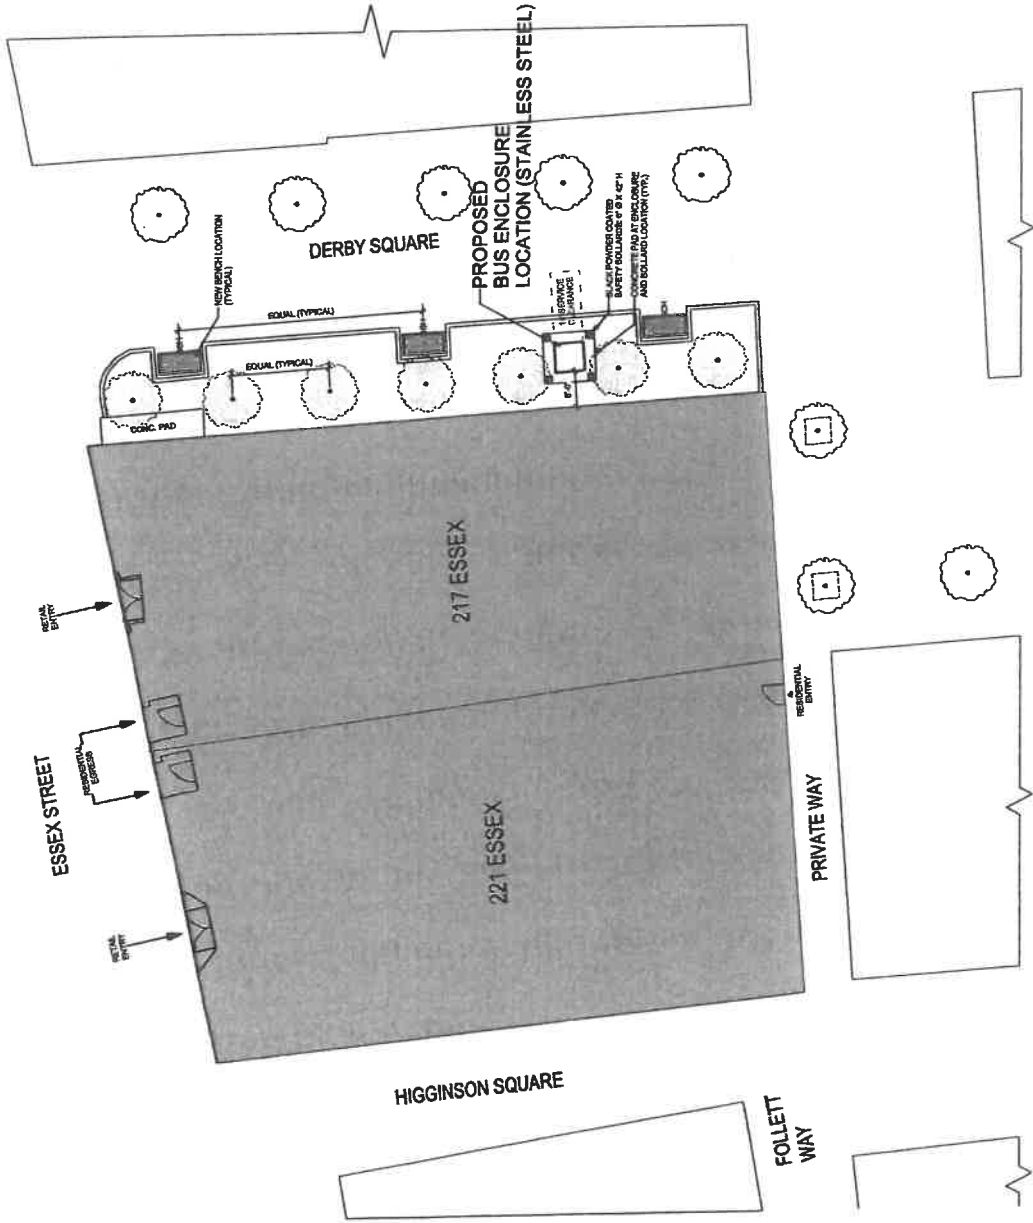 DERBY SQUARE
PROPOSED
BUS ENCLOSURE
LOCATION (STAINLESS STEEL)
NEW BENCH LOCATION
(TYPICAL)
EQUAL (TYPICAL)
EQUAL (TYPICAL)
BLACK POWDER COATED
SAFETY BOLLARDS: 6" Ø X 42" H
CONCRETE PAD AT ENCLOSURE
AND BOLLARD LOCATION (TYP.)
SERVICE
CLEARANCE
CONC. PAD
217 ESSEX
221 ESSEX
RETAIL
ENTRY
ESSEX STREET
RESIDENTIAL
EGRESS
RETAIL
ENTRY
RESIDENTIAL
ENTRY
PRIVATE WAY
HIGGINSON SQUARE
FOLLETT
WAY